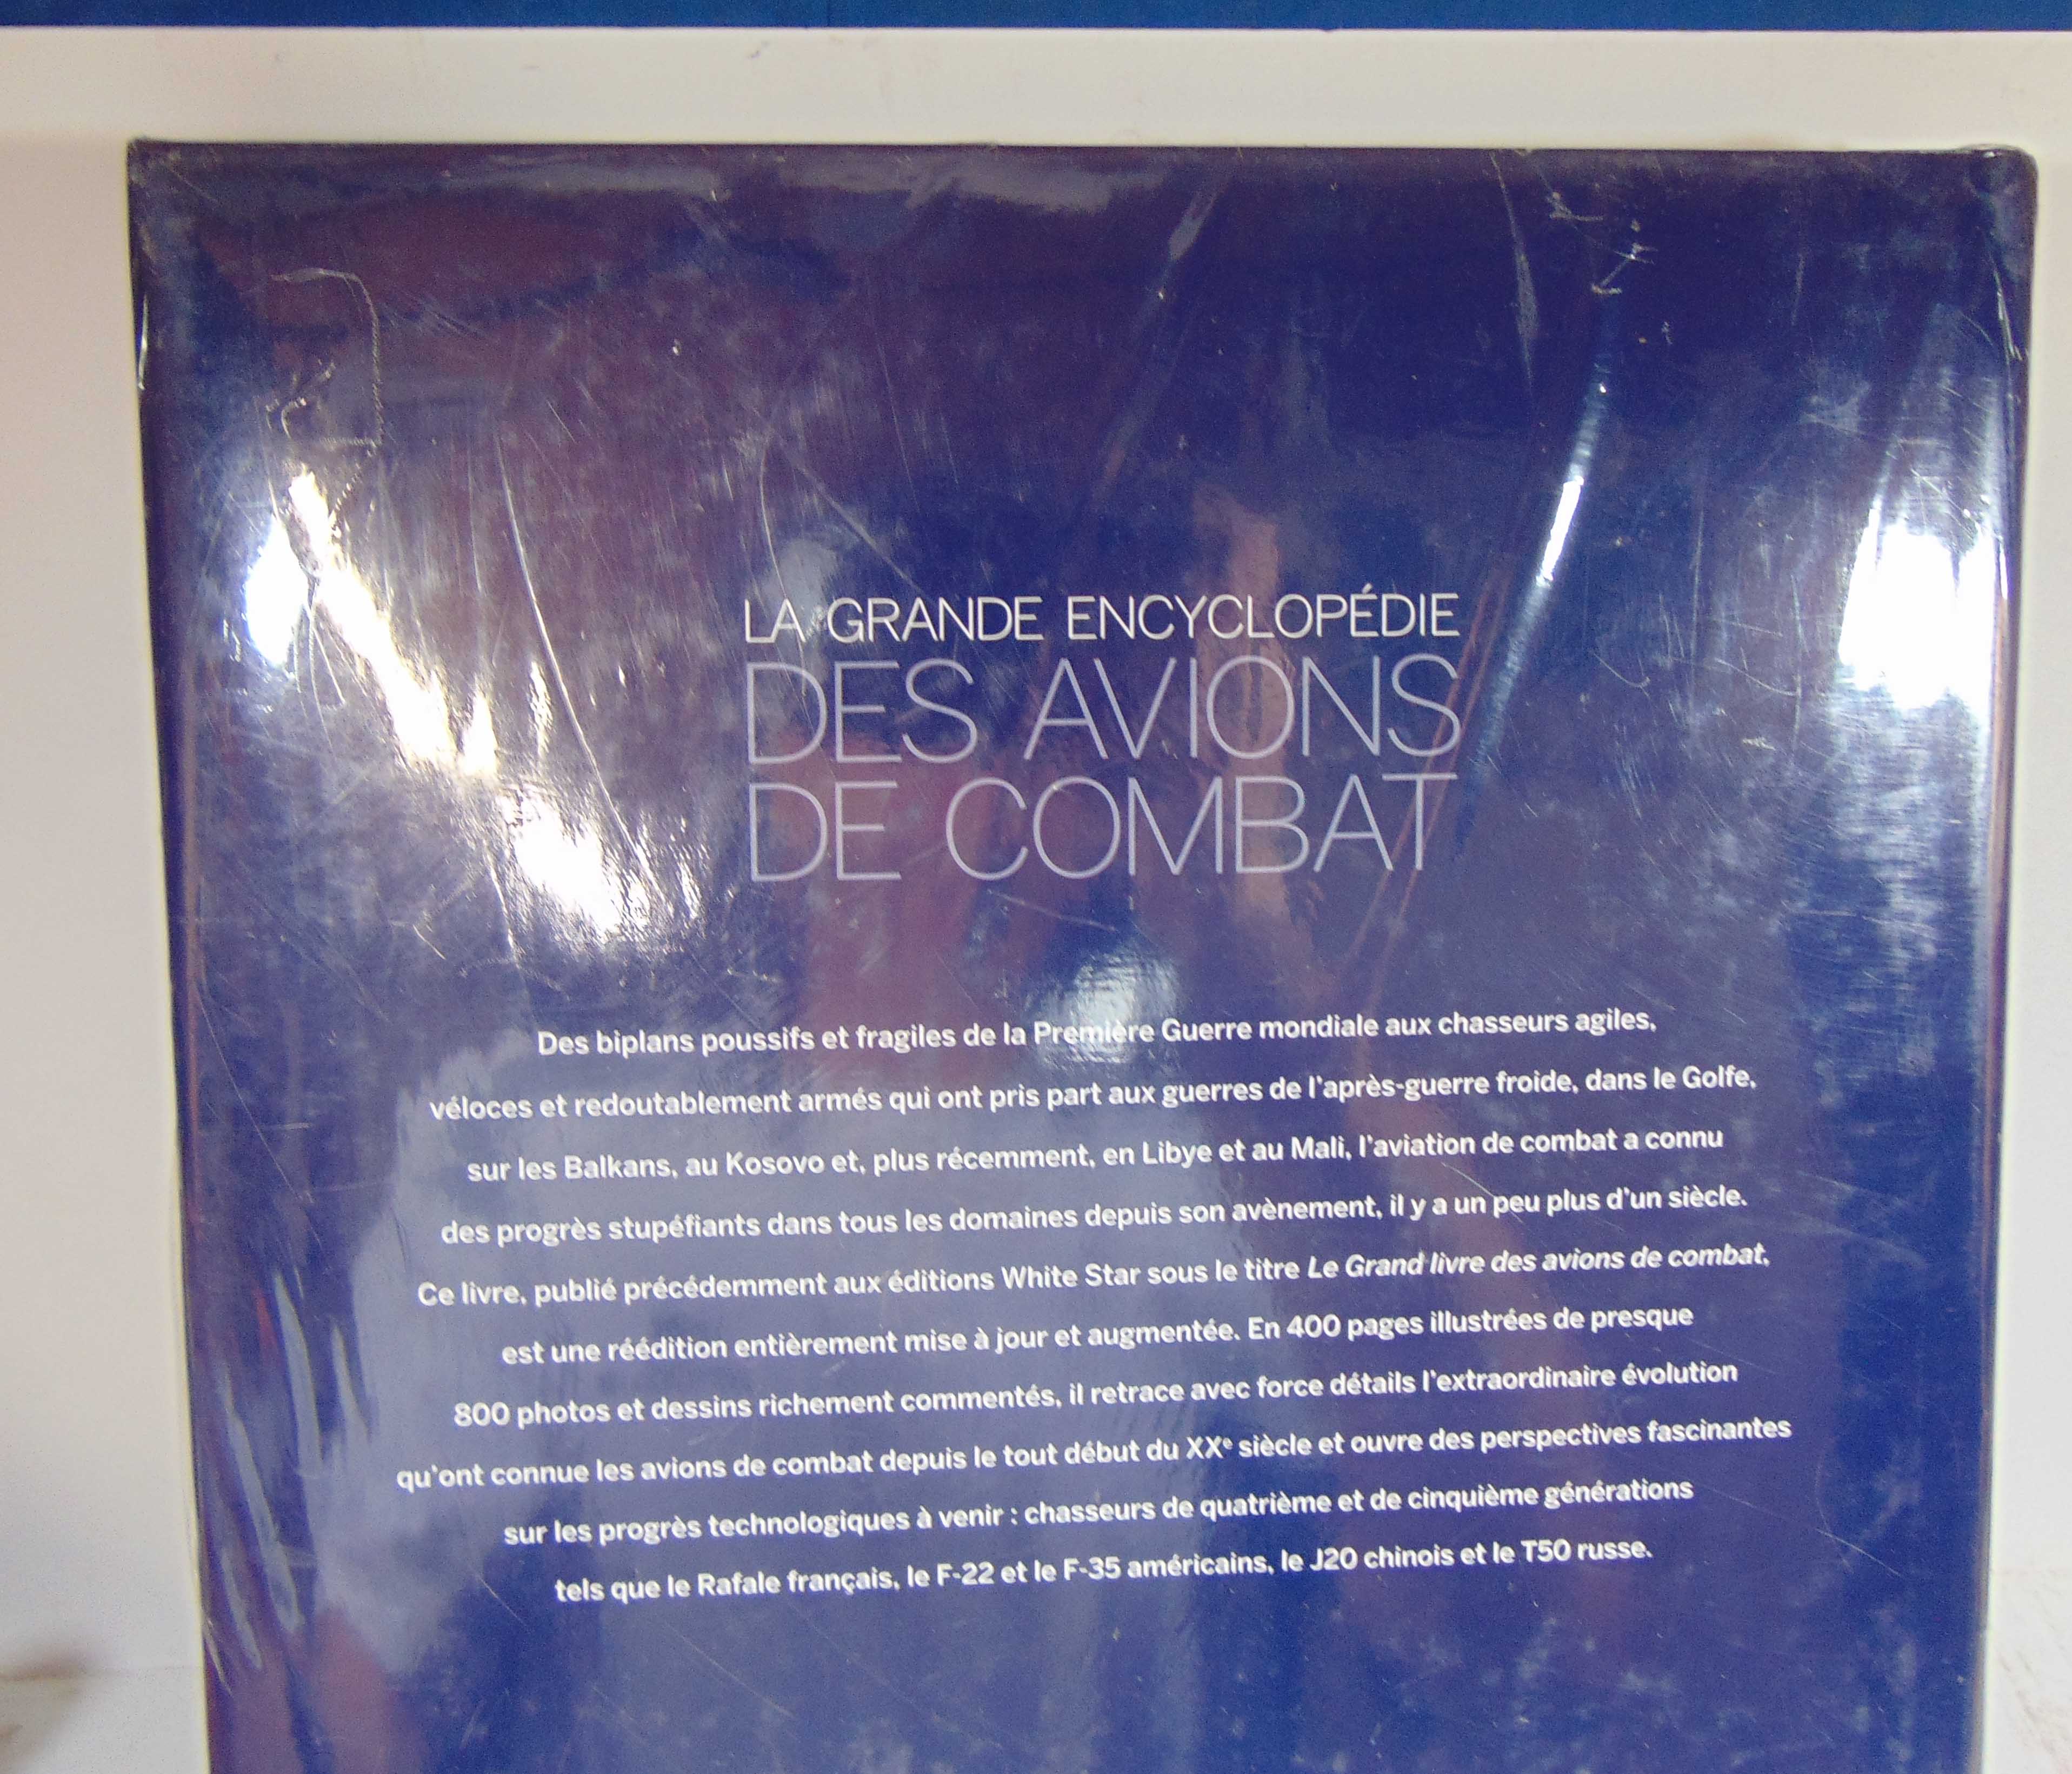 LA GRANDE ENCYCLOPÉDIE
DES AVIONS
DE COMBAT
Des biplans poussifs et fragiles de la Première Guerre mondiale aux chasseurs agiles,
véloces et redoutablement armés qui ont pris part aux guerres de l'après-guerre froide, dans le Golfe,
sur les Balkans, au Kosovo et, plus récemment, en Libye et au Mali, l'aviation de combat a connu
des progrès stupéfiants dans tous les domaines depuis son avènement, il y a un peu plus d'un siècle.
Ce livre, publié précédemment aux éditions White Star sous le titre Le Grand livre des avions de combat,
est une réédition entièrement mise à jour et augmentée. En 400 pages illustrées de presque
800 photos et dessins richement commentés, il retrace avec force détails l'extraordinaire évolution
qu'ont connue les avions de combat depuis le tout début du XXe siècle et ouvre des perspectives fascinantes
sur les progrès technologiques à venir : chasseurs de quatrième et de cinquième générations
tels que le Rafale français, le F-22 et le F-35 américains, le J20 chinois et le T50 russe.